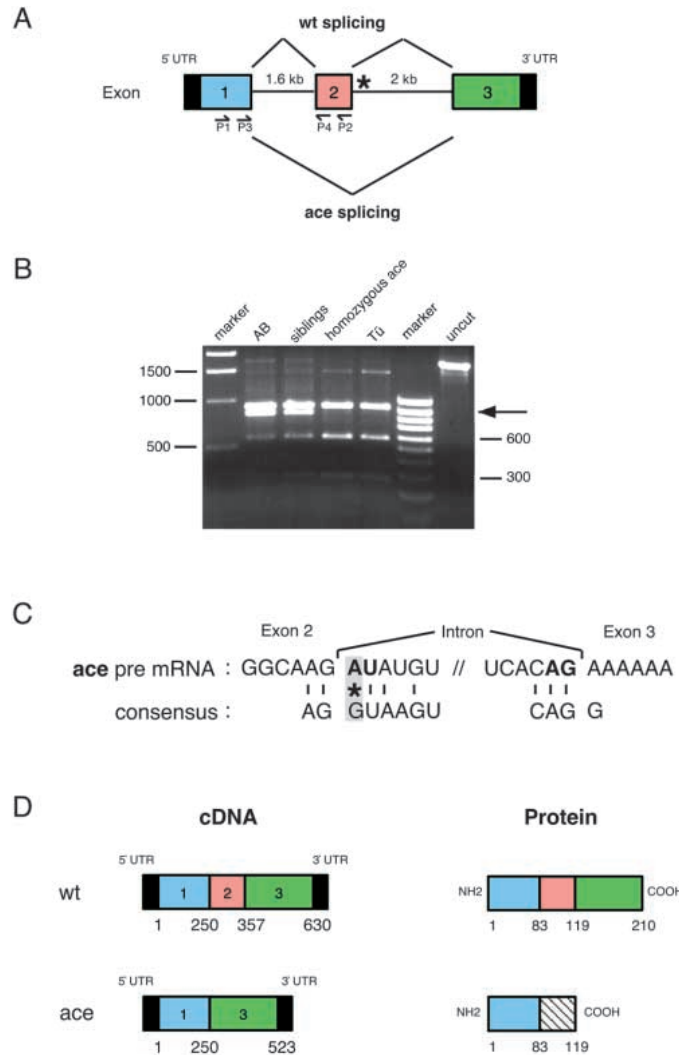 A
wt splicing
5′ UTR
3′ UTR
Exon
1
1.6 kb
2
*
2 kb
3
P1 P3
P4 P2
ace splicing
B
marker
AB
siblings
homozygous ace
Tü
marker
uncut
1500
1000
500
600
300
C
Exon 2
Intron
Exon 3
ace pre mRNA : GGCAAG AUAUGU // UCACAG AAAAAA
*
consensus : AG GUAAGU CAG G
D
cDNA
Protein
5′ UTR
3′ UTR
wt
1 2 3
1 250 357 630
NH2
COOH
1 83 119 210
5′ UTR
3′ UTR
ace
1 3
1 250 523
NH2
COOH
1 83 119